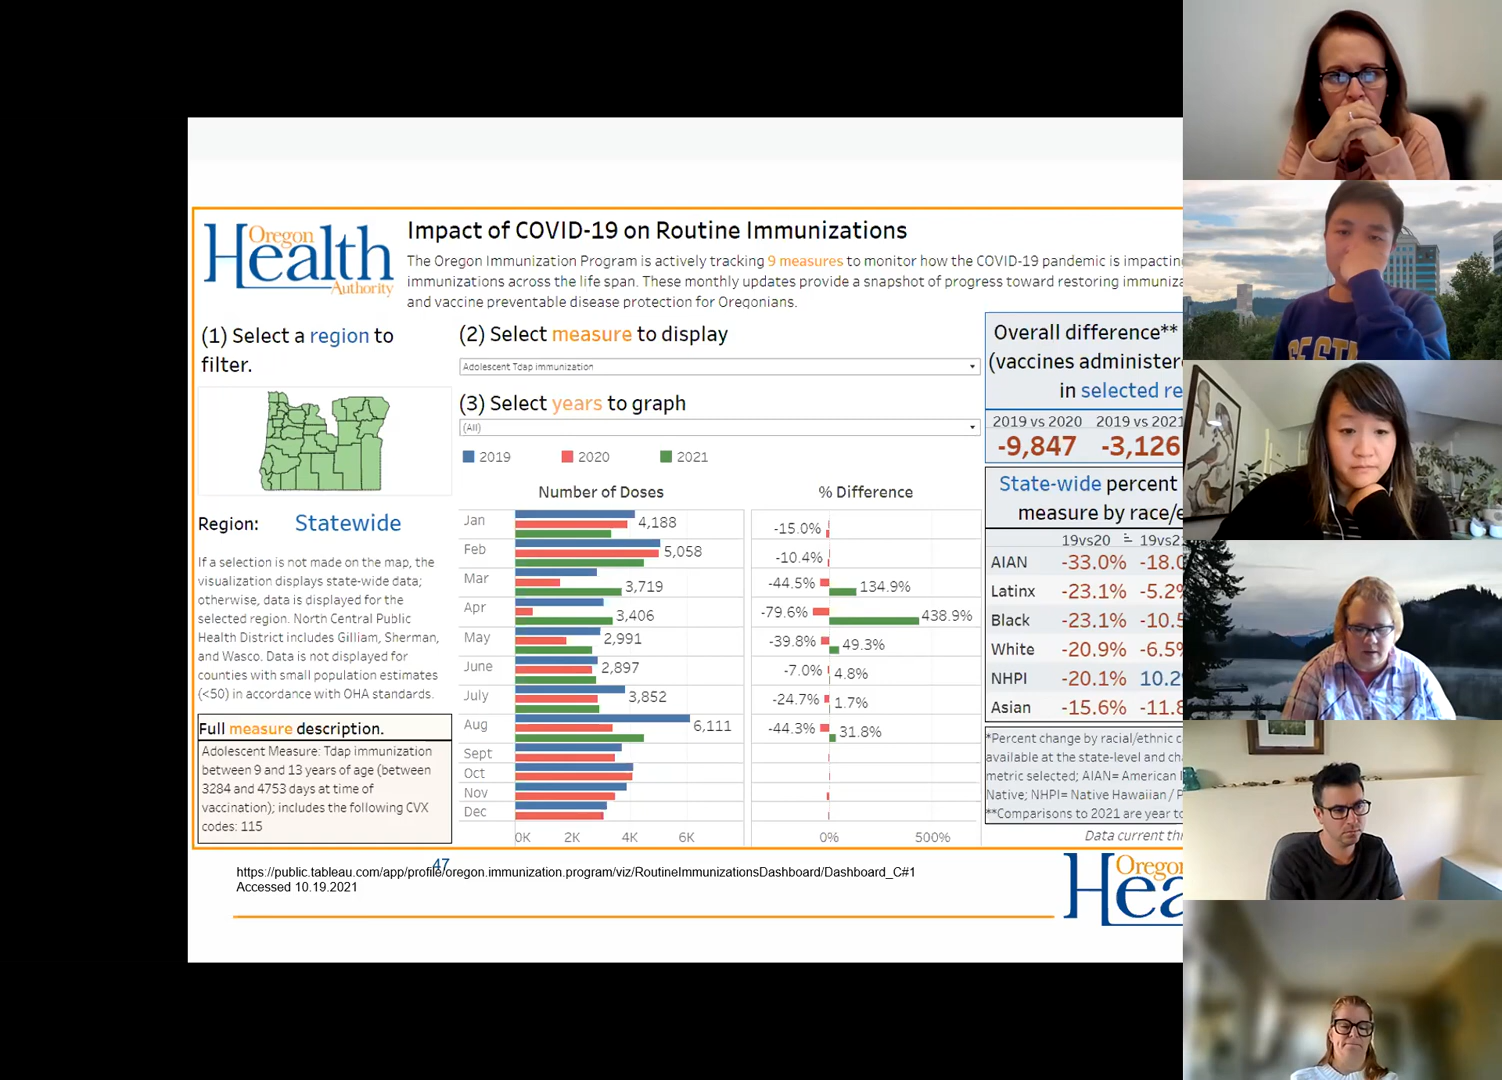 Oregon
Health
Authority
Impact of COVID-19 on Routine Immunizations
The Oregon Immunization Program is actively tracking 9 measures to monitor how the COVID-19 pandemic is impactin
immunizations across the life span. These monthly updates provide a snapshot of progress toward restoring immuniza
and vaccine preventable disease protection for Oregonians.
(1) Select a region to
filter.
Region: Statewide
If a selection is not made on the map, the
visualization displays state-wide data;
otherwise, data is displayed for the
selected region. North Central Public
Health District includes Gilliam, Sherman,
and Wasco. Data is not displayed for
counties with small population estimates
(<50) in accordance with OHA standards.
Full measure description.
Adolescent Measure: Tdap immunization
between 9 and 13 years of age (between
3284 and 4753 days at time of
vaccination); includes the following CVX
codes: 115
(2) Select measure to display
Adolescent Tdap immunization
(3) Select years to graph
(All)
2019 2020 2021
Number of Doses % Difference
Jan 4,188 -15.0%
Feb 5,058 -10.4%
Mar 3,719 -44.5% 134.9%
Apr 3,406 -79.6% 438.9%
May 2,991 -39.8% 49.3%
June 2,897 -7.0% 4.8%
July 3,852 -24.7% 1.7%
Aug 6,111 -44.3% 31.8%
Sept
Oct
Nov
Dec
0K 2K 4K 6K 0% 500%
Overall difference**
(vaccines administere
in selected re
2019 vs 2020 2019 vs 2021
-9,847 -3,126
State-wide percent
measure by race/e
19vs20 19vs2
AIAN -33.0% -18.0
Latinx -23.1% -5.2%
Black -23.1% -10.5
White -20.9% -6.5%
NHPI -20.1% 10.2%
Asian -15.6% -11.8
*Percent change by racial/ethnic c
available at the state-level and ch
metric selected; AIAN= American I
Native; NHPI= Native Hawaiian / P
**Comparisons to 2021 are year to
Data current thr
47
https://public.tableau.com/app/profile/oregon.immunization.program/viz/RoutineImmunizationsDashboard/Dashboard_C#1
Accessed 10.19.2021
Orego
Hea